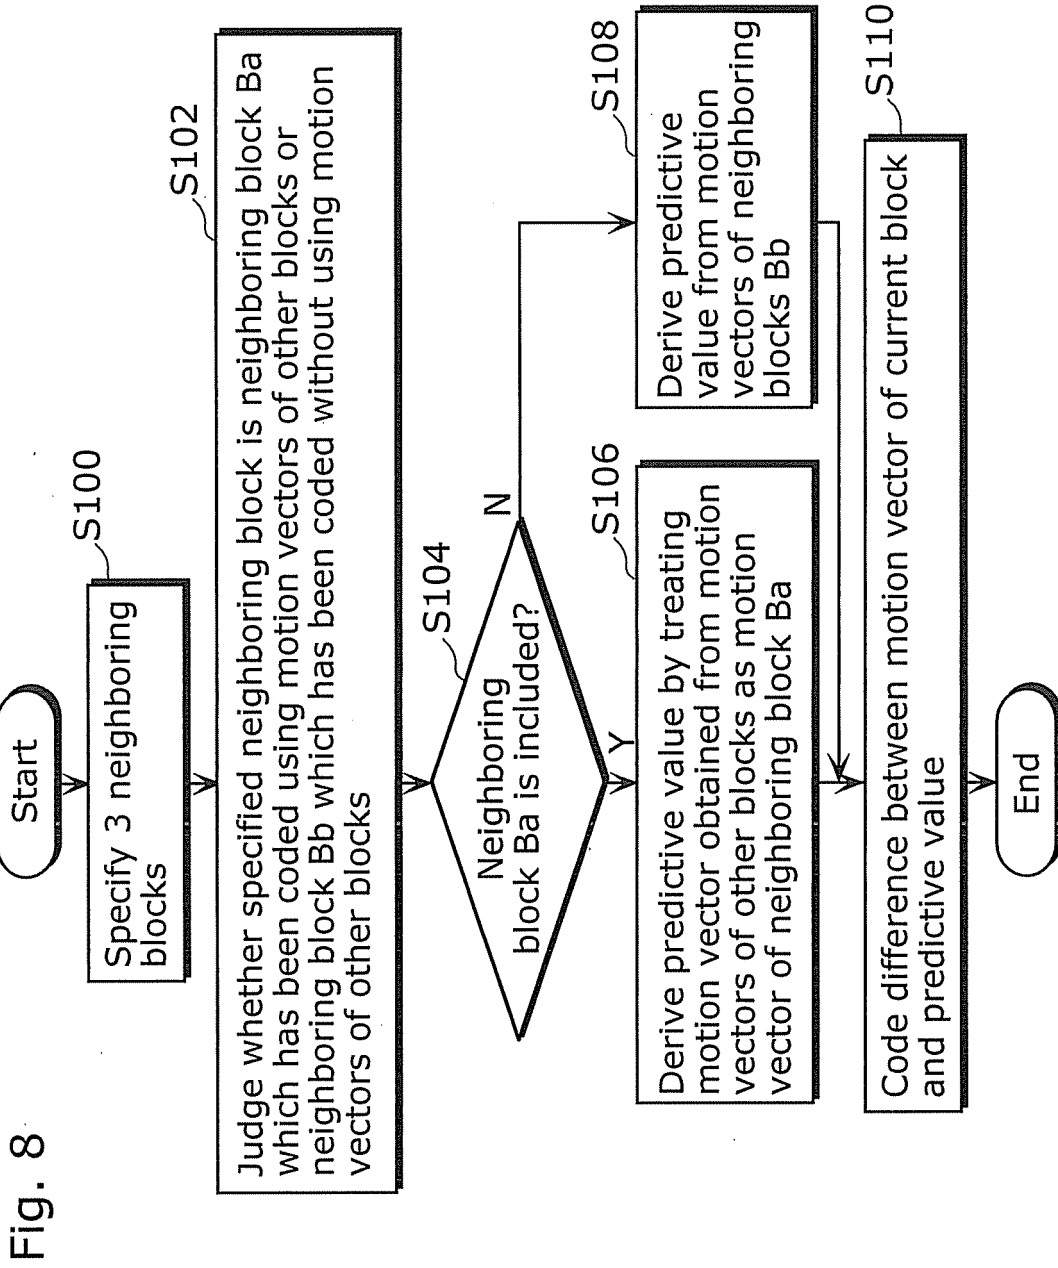 Fig. 8
Start
S100
Specify 3 neighboring
blocks
S102
Judge whether specified neighboring block is neighboring block Ba
which has been coded using motion vectors of other blocks or
neighboring block Bb which has been coded without using motion
vectors of other blocks
S104
Neighboring
block Ba is included?
N
Y
S106
Derive predictive value by treating
motion vector obtained from motion
vectors of other blocks as motion
vector of neighboring block Ba
S108
Derive predictive
value from motion
vectors of neighboring
blocks Bb
S110
Code difference between motion vector of current block
and predictive value
End